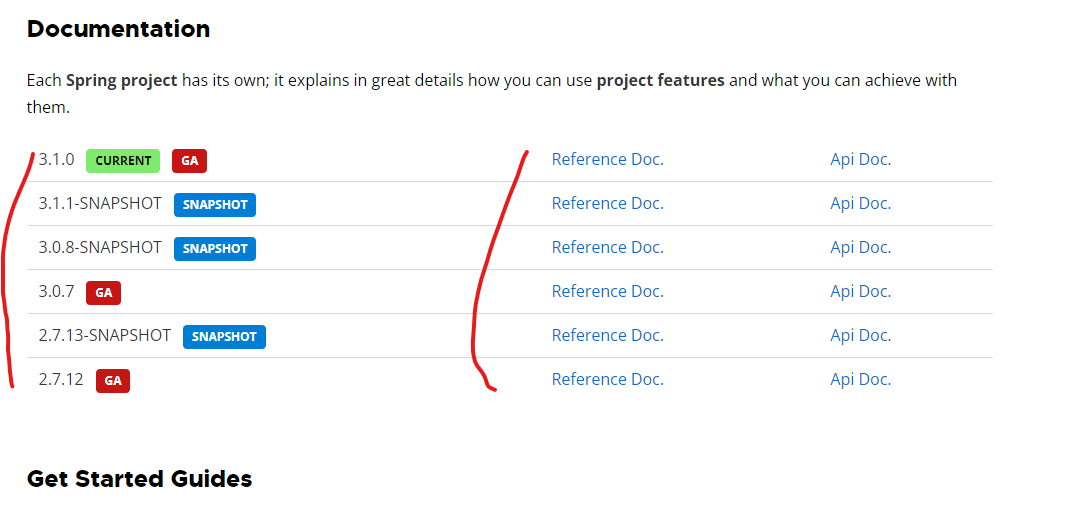 Documentation
Each Spring project has its own; it explains in great details how you can use project features and what you can achieve with
them.
3.1.0 CURRENT GA Reference Doc. Api Doc.
3.1.1-SNAPSHOT SNAPSHOT Reference Doc. Api Doc.
3.0.8-SNAPSHOT SNAPSHOT Reference Doc. Api Doc.
3.0.7 GA Reference Doc. Api Doc.
2.7.13-SNAPSHOT SNAPSHOT Reference Doc. Api Doc.
2.7.12 GA Reference Doc. Api Doc.
Get Started Guides